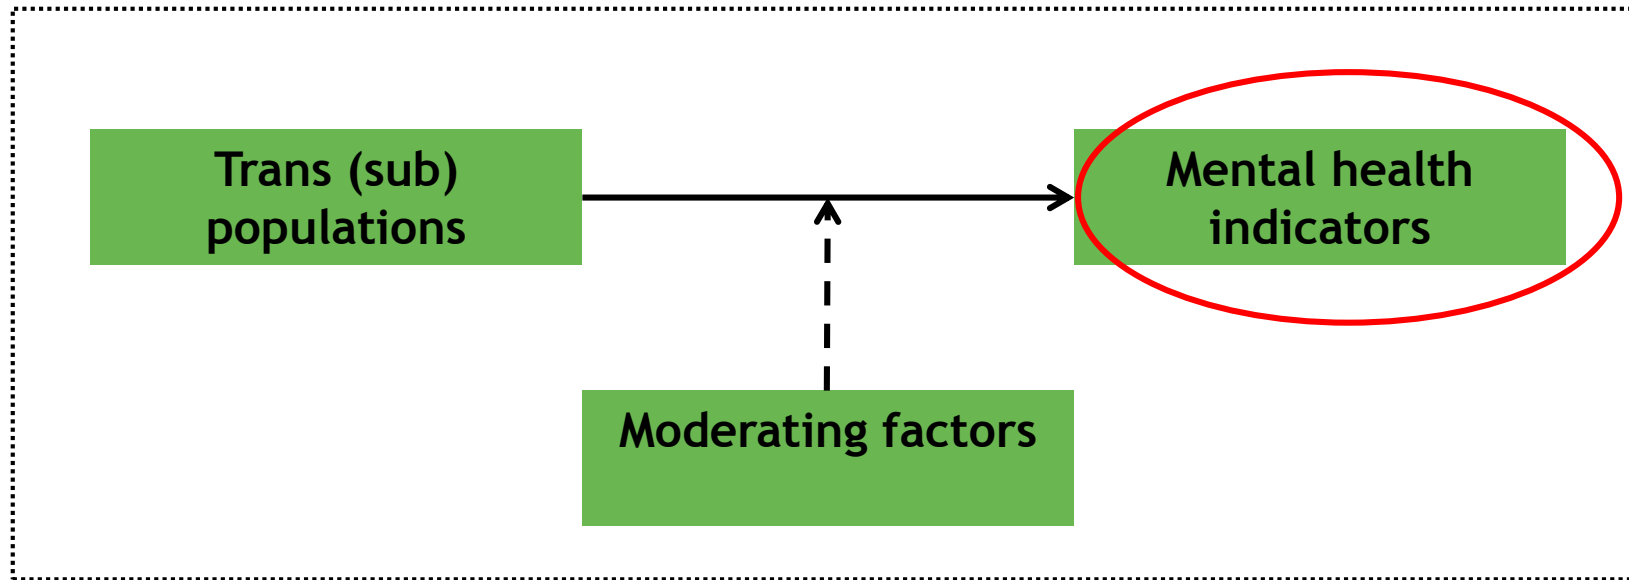 Trans (sub)
populations
Mental health
indicators
Moderating factors